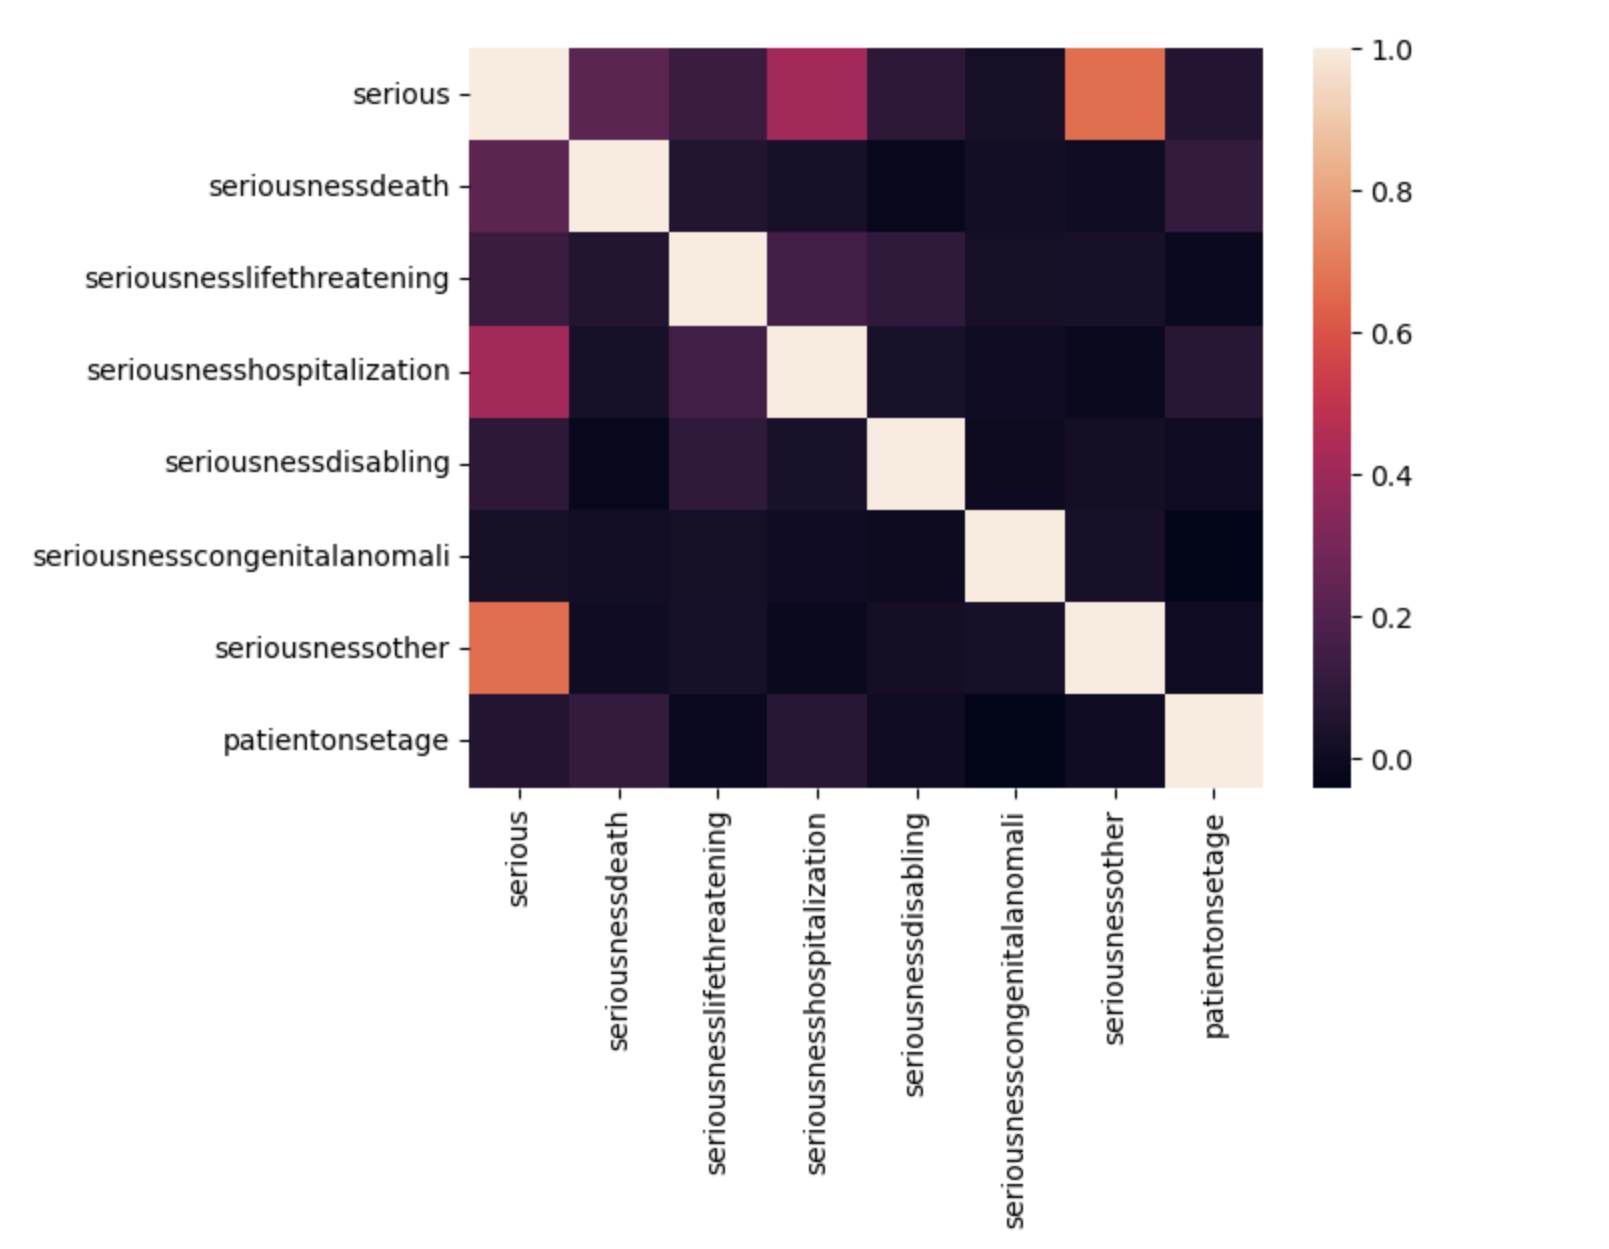 serious
seriousnessdeath
seriousnesslifethreatening
seriousnesshospitalization
seriousnessdisabling
seriousnesscongenitalanomali
seriousnessother
patientonsetage
serious
seriousnessdeath
seriousnesslifethreatening
seriousnesshospitalization
seriousnessdisabling
seriousnesscongenitalanomali
seriousnessother
patientonsetage
1.0
0.8
0.6
0.4
0.2
0.0